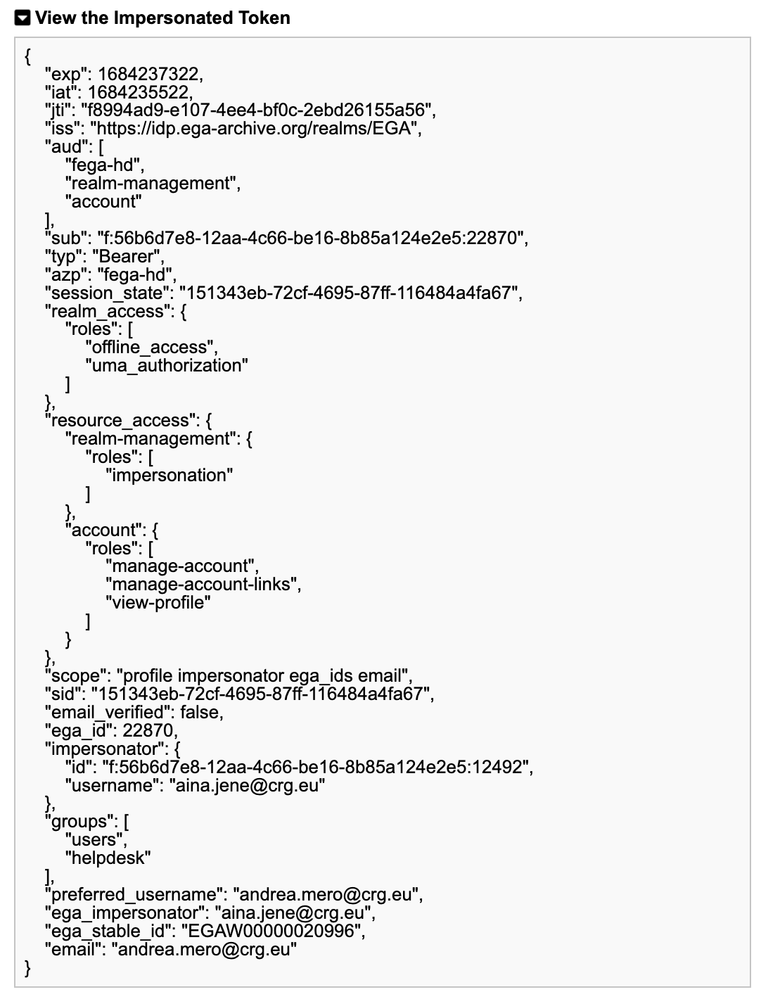 View the Impersonated Token
{
"exp": 1684237322,
"iat": 1684235522,
"jti": "f8994ad9-e107-4ee4-bf0c-2ebd26155a56",
"iss": "https://idp.ega-archive.org/realms/EGA",
"aud": [
"fega-hd",
"realm-management",
"account"
],
"sub": "f:56b6d7e8-12aa-4c66-be16-8b85a124e2e5:22870",
"typ": "Bearer",
"azp": "fega-hd",
"session_state": "151343eb-72cf-4695-87ff-116484a4fa67",
"realm_access": {
"roles": [
"offline_access",
"uma_authorization"
]
},
"resource_access": {
"realm-management": {
"roles": [
"impersonation"
]
},
"account": {
"roles": [
"manage-account",
"manage-account-links",
"view-profile"
]
}
},
"scope": "profile impersonator ega_ids email",
"sid": "151343eb-72cf-4695-87ff-116484a4fa67",
"email_verified": false,
"ega_id": 22870,
"impersonator": {
"id": "f:56b6d7e8-12aa-4c66-be16-8b85a124e2e5:12492",
"username": "aina.jene@crg.eu"
},
"groups": [
"users",
"helpdesk"
],
"preferred_username": "andrea.mero@crg.eu",
"ega_impersonator": "aina.jene@crg.eu",
"ega_stable_id": "EGAW00000020996",
"email": "andrea.mero@crg.eu"
}